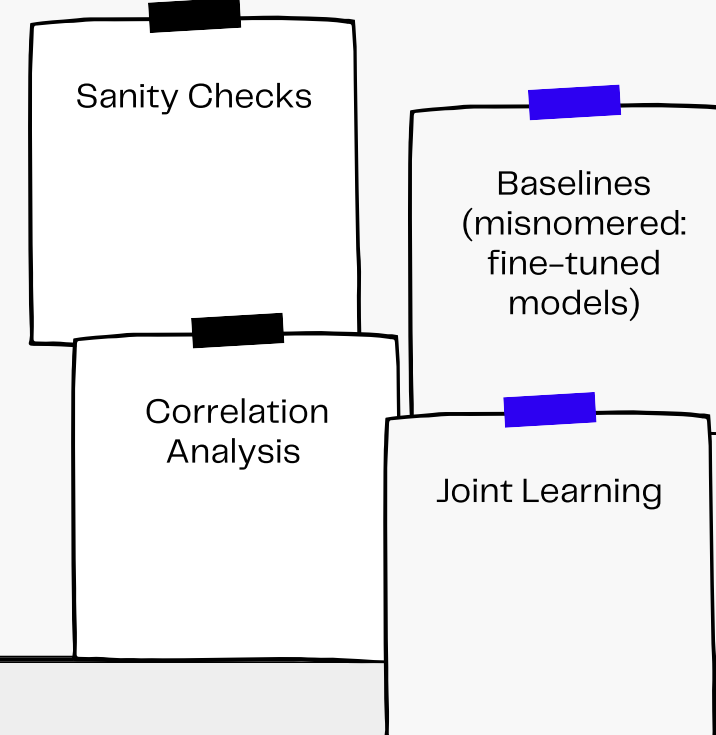 Sanity Checks
Baselines
(misnomered:
fine-tuned
models)
Correlation
Analysis
Joint Learning